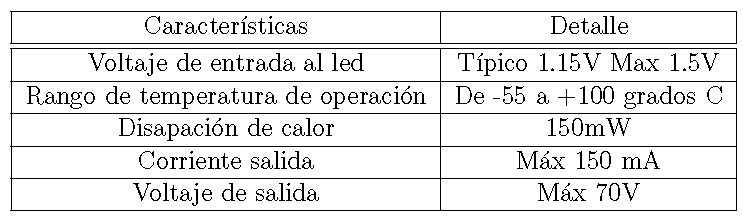 Características Detalle
Voltaje de entrada al led Típico 1.15V Max 1.5V
Rango de temperatura de operación De -55 a +100 grados C
Disapación de calor 150mW
Corriente salida Máx 150 mA
Voltaje de salida Máx 70V